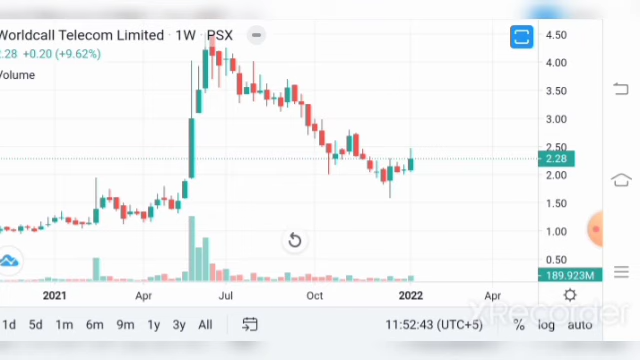 Worldcall Telecom Limited · 1W · PSX
2.28 +0.20 (+9.62%)
Volume
4.50
4.00
3.50
3.00
2.50
2.28
2.00
1.50
1.00
0.50
189.923M
2021 Apr Jul Oct 2022 Apr
XRecorder
1d 5d 1m 6m 9m 1y 3y All 11:52:43 (UTC+5) % log auto